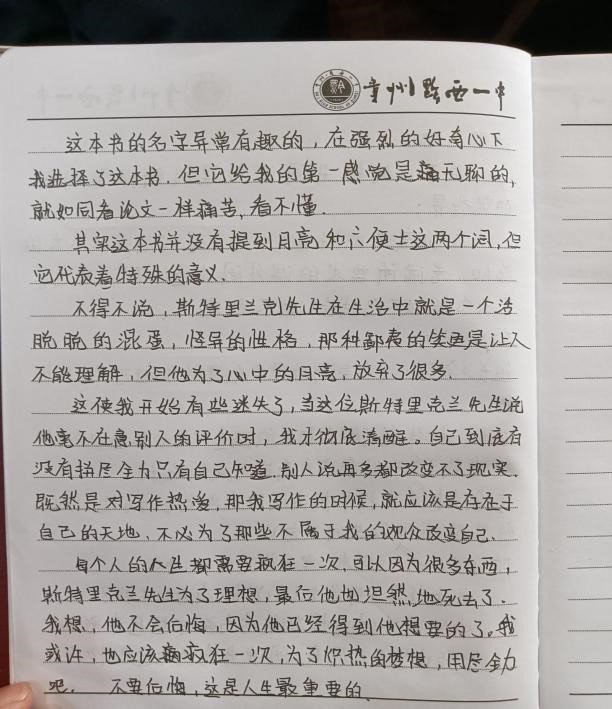 贵州黔西一中
这本书的名字异常有趣的，在强烈的好奇心下
我选择了这本书，但它给我的第一感觉是无聊的，
就如同看论文一样痛苦，看不懂．
其实这本书并没有提到月亮和六便士这两个词，但
它代表着特殊的意义．
不得不说，斯特里兰克先生在生活中就是一个活
脱脱的混蛋，怪异的性格，那种鄙夷的笑更是让人
不能理解，但他为了心中的月亮，放弃了很多．
这使我开始有些迷失了，当这位斯特里克兰先生说
他毫不在意别人的评价时，我才彻底清醒。自己到底有
没有拼尽全力只有自己知道，别人说再多都改变不了现实．
既然是对写作热爱，那我写作的时候，就应该是存在于
自己的天地，不必为了那些不属于我的观众改变自己．
每个人的人生都需要疯狂一次，可以因为很多东西，
斯特里克兰先生为了理想，最后他也坦然地死去了．
我想，他不会后悔，因为他已经得到他想要的了。我
或许，也应该疯狂一次，为了炽热的梦想，用尽全力
吧． 不要后悔，这是人生最重要的．